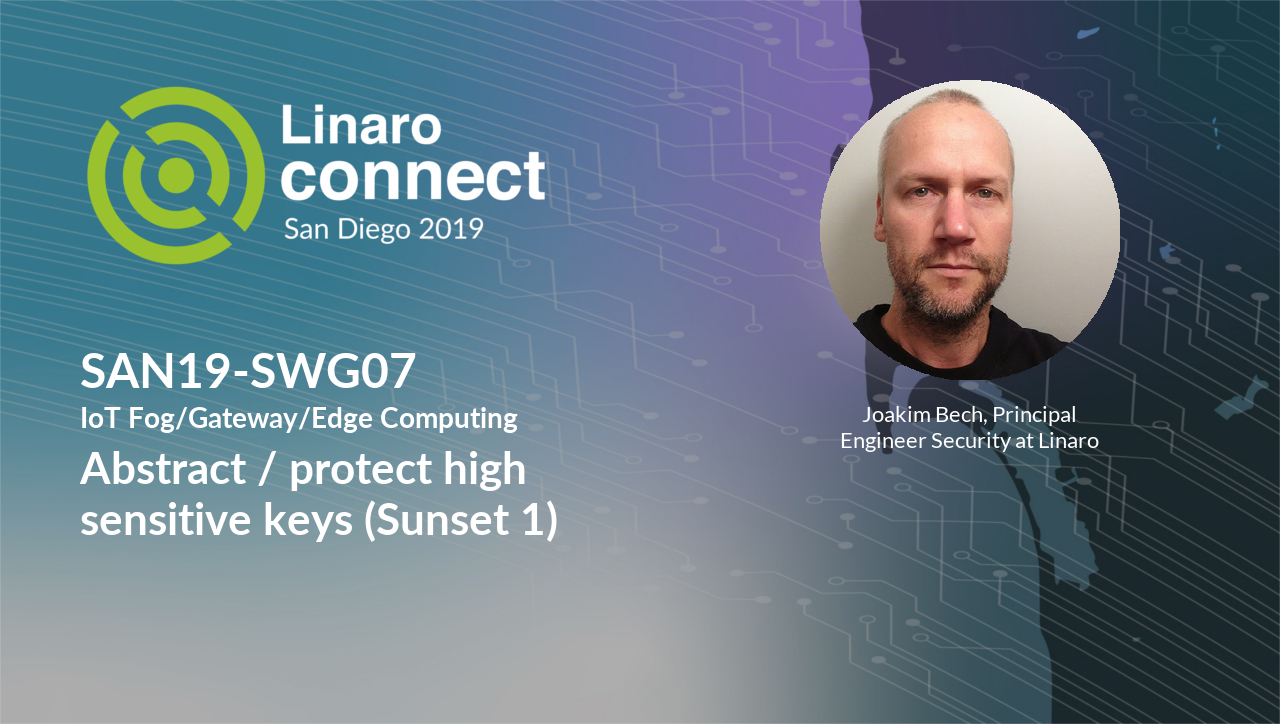 Linaro
connect
San Diego 2019
SAN19-SWG07
IoT Fog/Gateway/Edge Computing
Abstract / protect high
sensitive keys (Sunset 1)
Joakim Bech, Principal
Engineer Security at Linaro